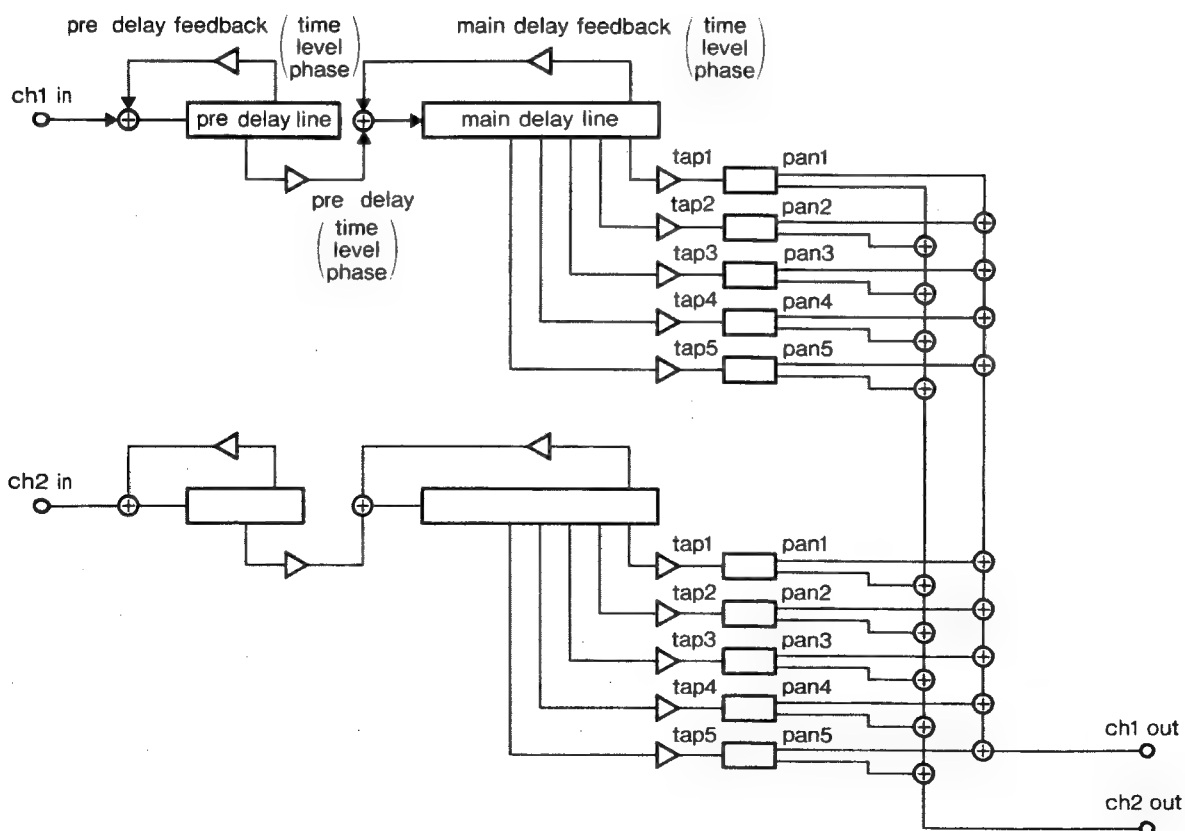 pre delay feedback (time level phase)
main delay feedback (time level phase)
ch1 in
pre delay line
main delay line
pre delay (time level phase)
tap1 pan1
tap2 pan2
tap3 pan3
tap4 pan4
tap5 pan5
ch2 in
tap1 pan1
tap2 pan2
tap3 pan3
tap4 pan4
tap5 pan5
ch1 out
ch2 out